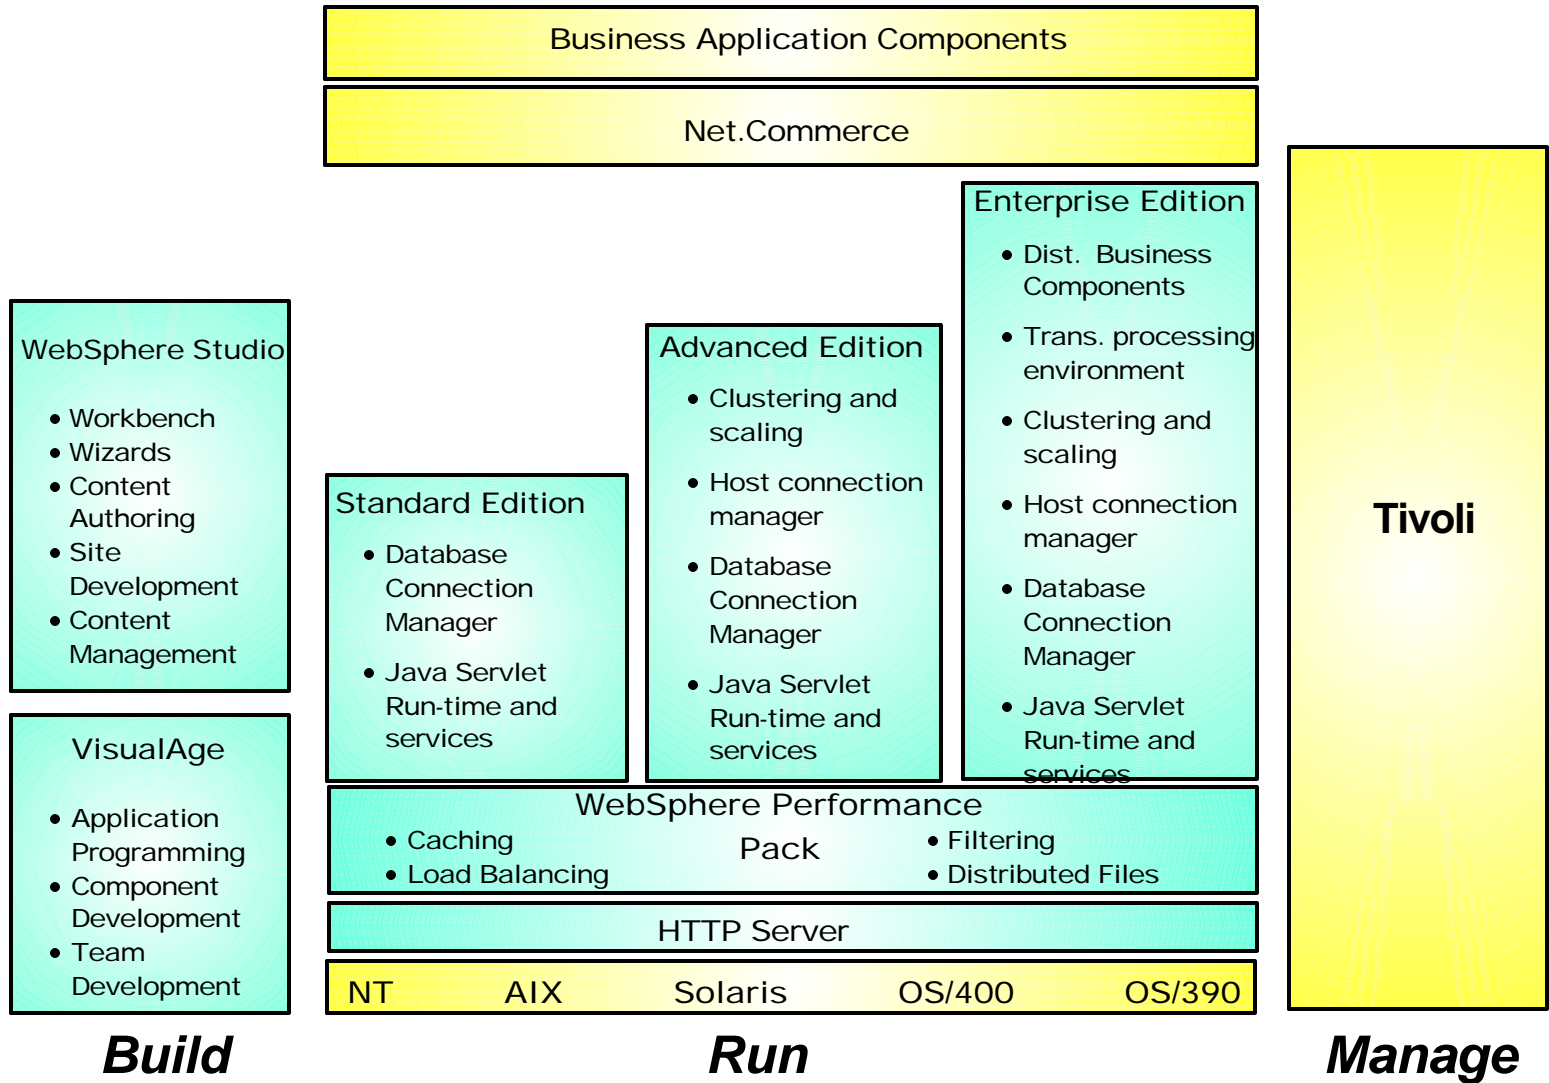 Business Application Components
Net.Commerce
WebSphere Studio
• Workbench
• Wizards
• Content
Authoring
• Site
Development
• Content
Management
VisualAge
• Application
Programming
• Component
Development
• Team
Development
Standard Edition
• Database
Connection
Manager
• Java Servlet
Run-time and
services
Advanced Edition
• Clustering and
scaling
• Host connection
manager
• Database
Connection
Manager
• Java Servlet
Run-time and
services
Enterprise Edition
• Dist. Business
Components
• Trans. processing
environment
• Clustering and
scaling
• Host connection
manager
• Database
Connection
Manager
• Java Servlet
Run-time and
services
WebSphere Performance
Pack
• Caching
• Load Balancing
• Filtering
• Distributed Files
HTTP Server
NT AIX Solaris OS/400 OS/390
Tivoli
Build Run Manage